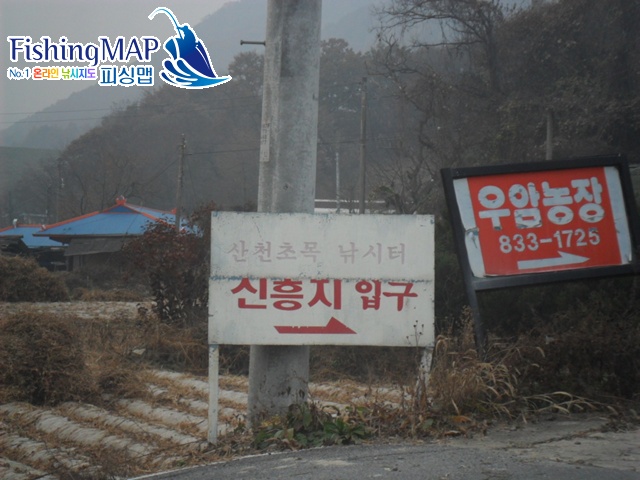 FishingMAP
No.1 온라인 낚시지도 피싱맵
산천초목 낚시터
신흥지 입구
우암농장
833-1725